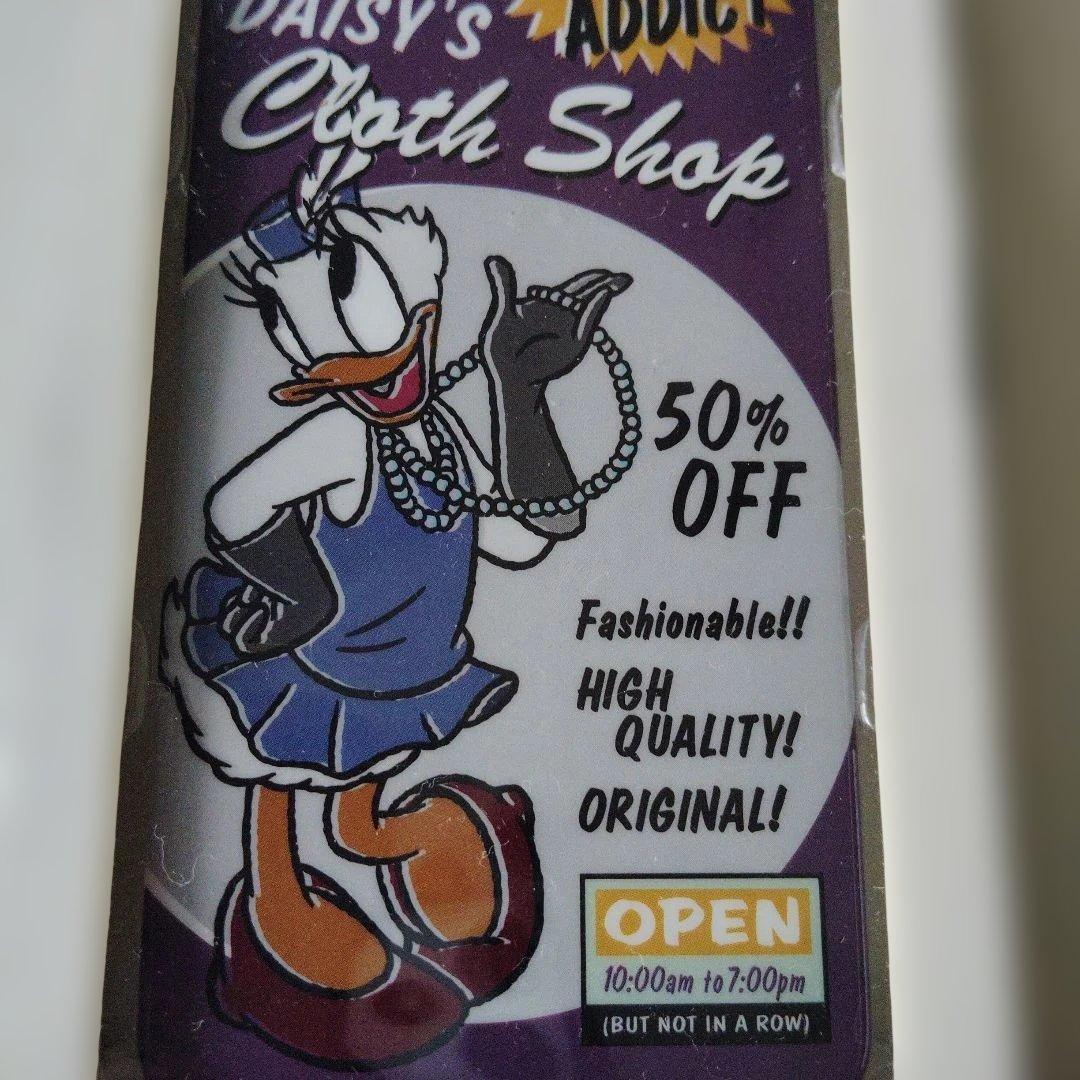 DAISY'S
ADDICT
Cloth Shop
50%
OFF
Fashionable!!
HIGH
QUALITY!
ORIGINAL!
OPEN
10:00am to 7:00pm
(BUT NOT IN A ROW)